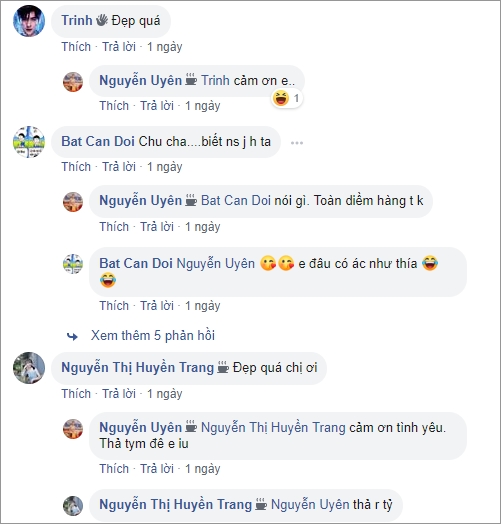 Trinh Đẹp quá
Thích · Trả lời · 1 ngày
Nguyễn Uyên Trinh cảm ơn e..
1
Thích · Trả lời · 1 ngày
Bat Can Doi Chu cha....biết ns j h ta
Thích · Trả lời · 1 ngày
Nguyễn Uyên Bat Can Doi nói gì. Toàn diềm hàng t k
Thích · Trả lời · 1 ngày
Bat Can Doi Nguyễn Uyên 😋😋 e đâu có ác như thía 😂
😂
Thích · Trả lời · 1 ngày
Xem thêm 5 phản hồi
Nguyễn Thị Huyền Trang Đẹp quá chị ơi
Thích · Trả lời · 1 ngày
Nguyễn Uyên Nguyễn Thị Huyền Trang cảm ơn tình yêu.
Thả tym đê e iu
Thích · Trả lời · 1 ngày
Nguyễn Thị Huyền Trang Nguyễn Uyên thả r tỷ